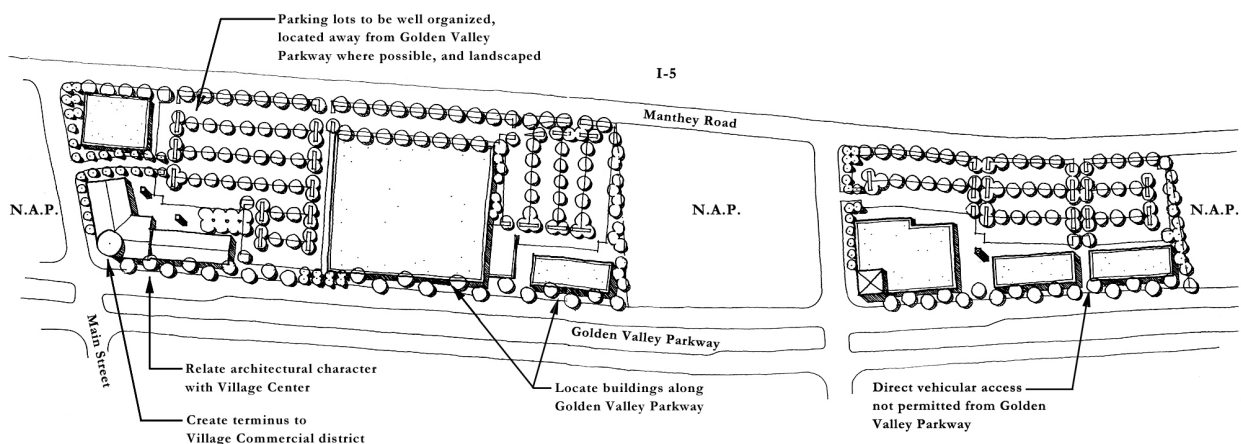 Parking lots to be well organized,
located away from Golden Valley
Parkway where possible, and landscaped
I-5
Manthey Road
N.A.P.
N.A.P.
N.A.P.
Golden Valley Parkway
Main Street
Relate architectural character
with Village Center
Create terminus to
Village Commercial district
Locate buildings along
Golden Valley Parkway
Direct vehicular access
not permitted from Golden
Valley Parkway